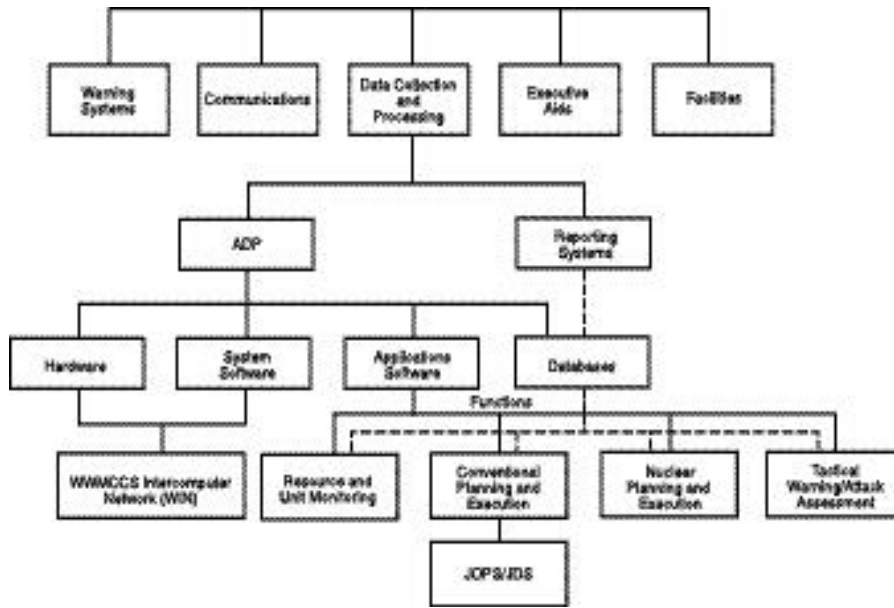 Warning
Systems
Communications
Data Collection
and
Processing
Executive
Aids
Facilities
ADP
Reporting
Systems
Hardware
System
Software
Applications
Software
Databases
Functions
WWMCCS Intercomputer
Network (WIN)
Resource and
Unit Monitoring
Conventional
Planning and
Execution
Nuclear
Planning and
Execution
Tactical
Warning/Attack
Assessment
JOPS/JDS